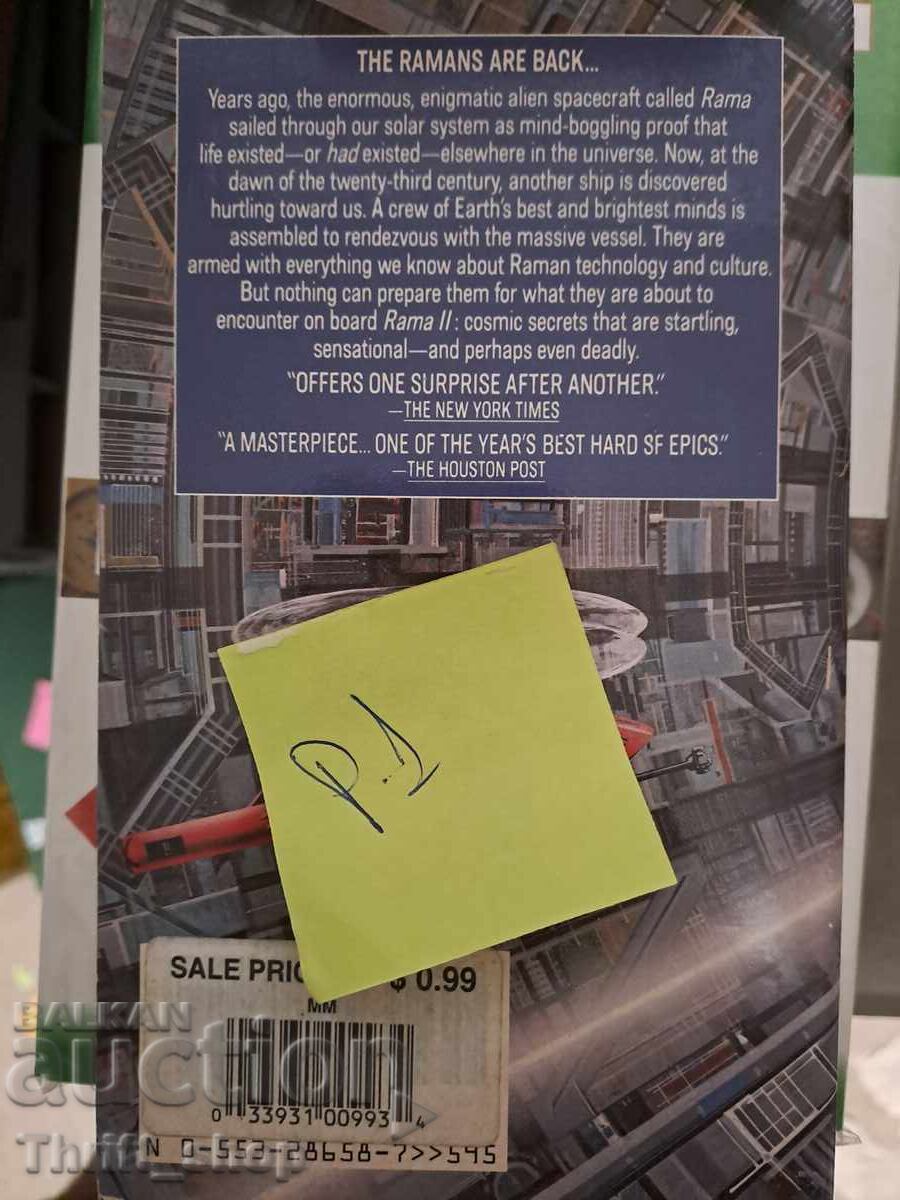 THE RAMANS ARE BACK...
Years ago, the enormous, enigmatic alien spacecraft called Rama
sailed through our solar system as mind-boggling proof that
life existed—or had existed—elsewhere in the universe. Now, at the
dawn of the twenty-third century, another ship is discovered
hurtling toward us. A crew of Earth's best and brightest minds is
assembled to rendezvous with the massive vessel. They are
armed with everything we know about Raman technology and culture.
But nothing can prepare them for what they are about to
encounter on board Rama II: cosmic secrets that are startling,
sensational—and perhaps even deadly.
"OFFERS ONE SURPRISE AFTER ANOTHER."
—THE NEW YORK TIMES
"A MASTERPIECE... ONE OF THE YEAR'S BEST HARD SF EPICS."
—THE HOUSTON POST
P.1
SALE PRIC $ 0.99
MM
BALKAN
auction
0 33931 00993 4
Thrift_shop
N 0-553-28658-7>>595